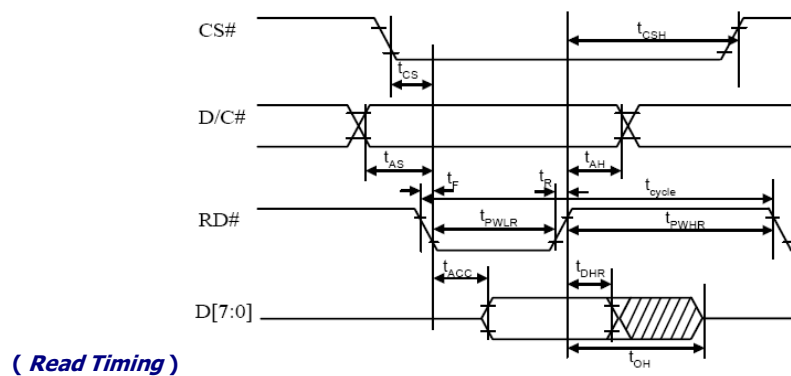 CS#
tCSH
tCS
D/C#
tAS
tAH
tF
tR
tcycle
RD#
tPWLR
tPWHR
tACC
tDHR
D[7:0]
tOH
( Read Timing )